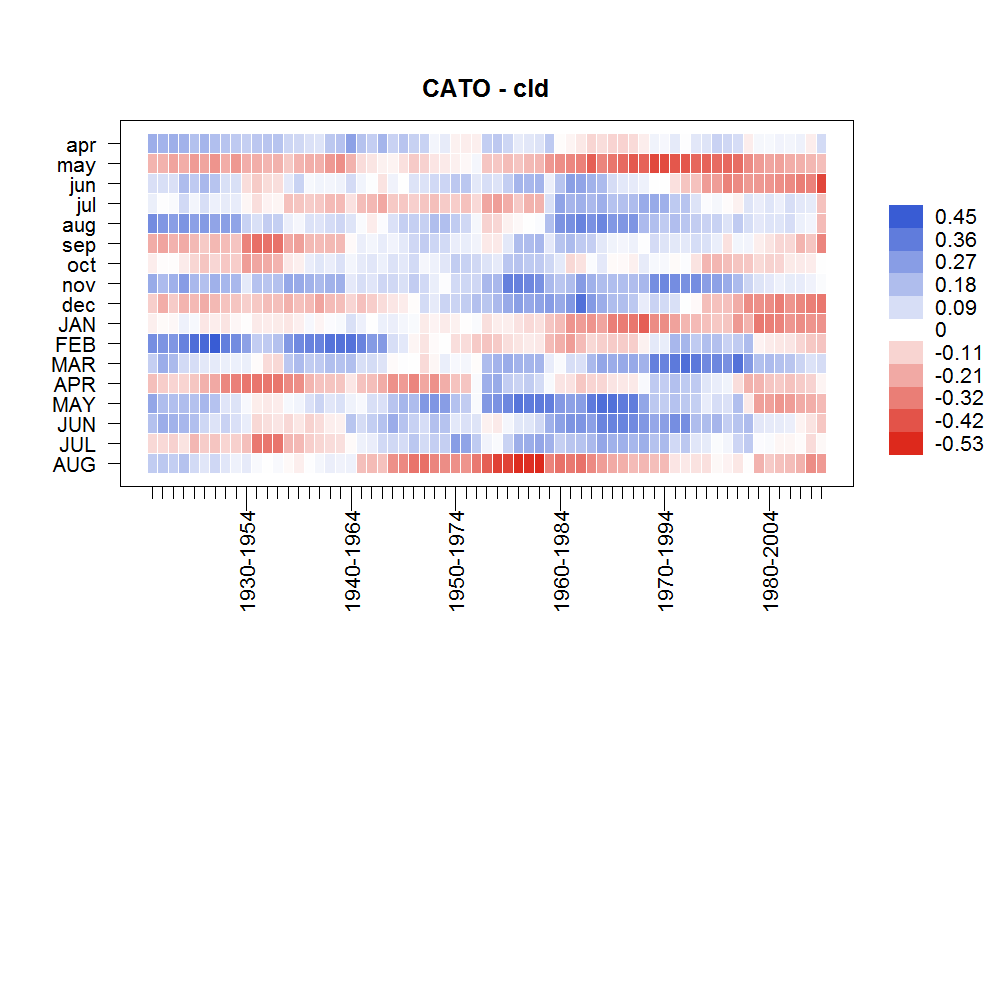 CATO - cld
apr
may
jun
jul
aug
sep
oct
nov
dec
JAN
FEB
MAR
APR
MAY
JUN
JUL
AUG
0.45
0.36
0.27
0.18
0.09
0
-0.11
-0.21
-0.32
-0.42
-0.53
1930-1954
1940-1964
1950-1974
1960-1984
1970-1994
1980-2004